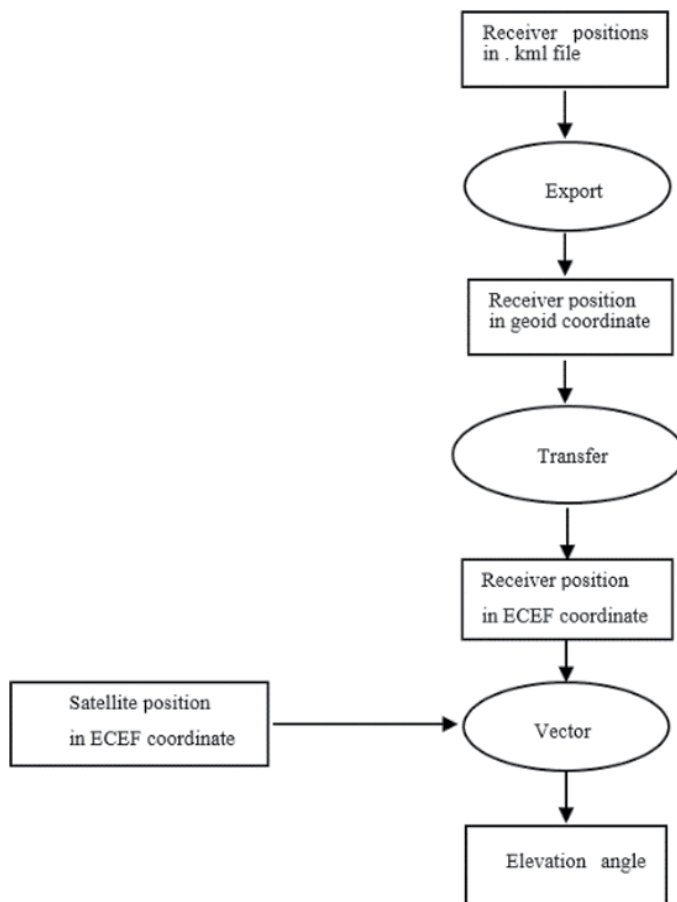 Receiver positions
in . kml file
Export
Receiver position
in geoid coordinate
Transfer
Receiver position
in ECEF coordinate
Satellite position
in ECEF coordinate
Vector
Elevation angle